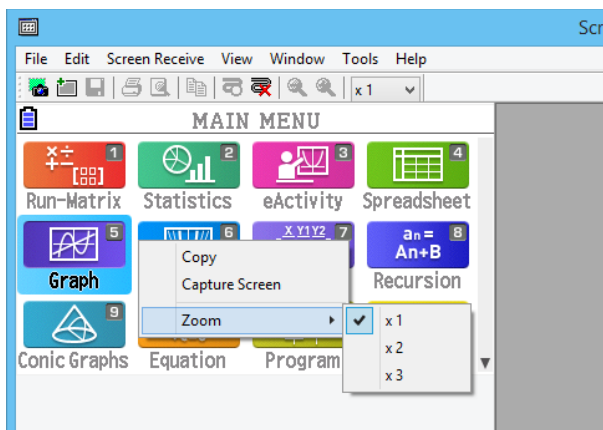 Scr
File Edit Screen Receive View Window Tools Help
x 1
MAIN MENU
1 2 3 4
Run-Matrix Statistics eActivity Spreadsheet
5 6 X Y1Y2 7 an= 8
An+B
Graph Recursion
Copy
Capture Screen
Zoom
9
x 1
x 2
x 3
Conic Graphs Equation Program